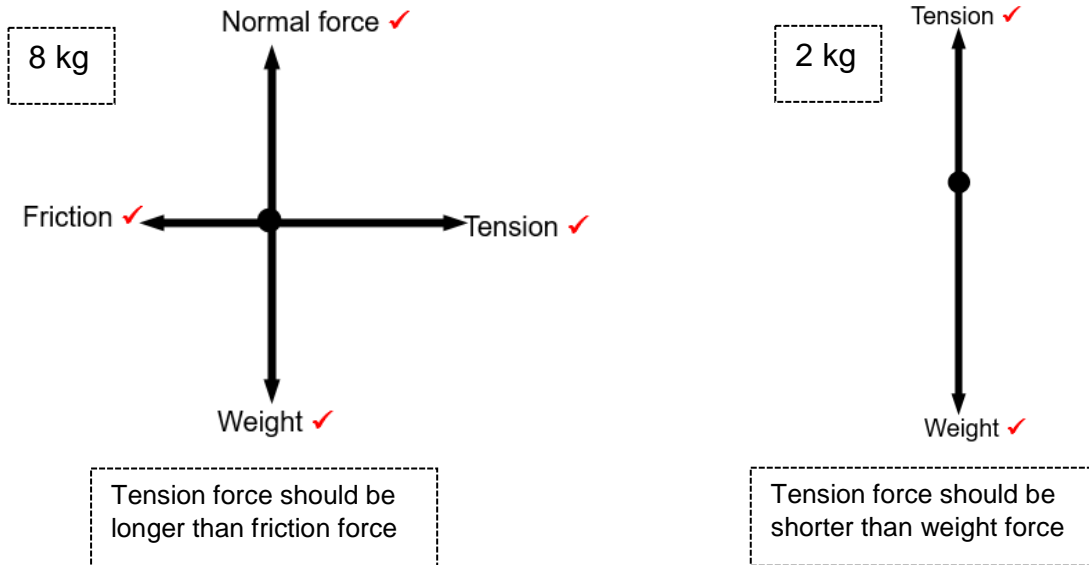 8 kg
Normal force ✓
Friction ✓
Tension ✓
Weight ✓
Tension force should be
longer than friction force
2 kg
Tension ✓
Weight ✓
Tension force should be
shorter than weight force